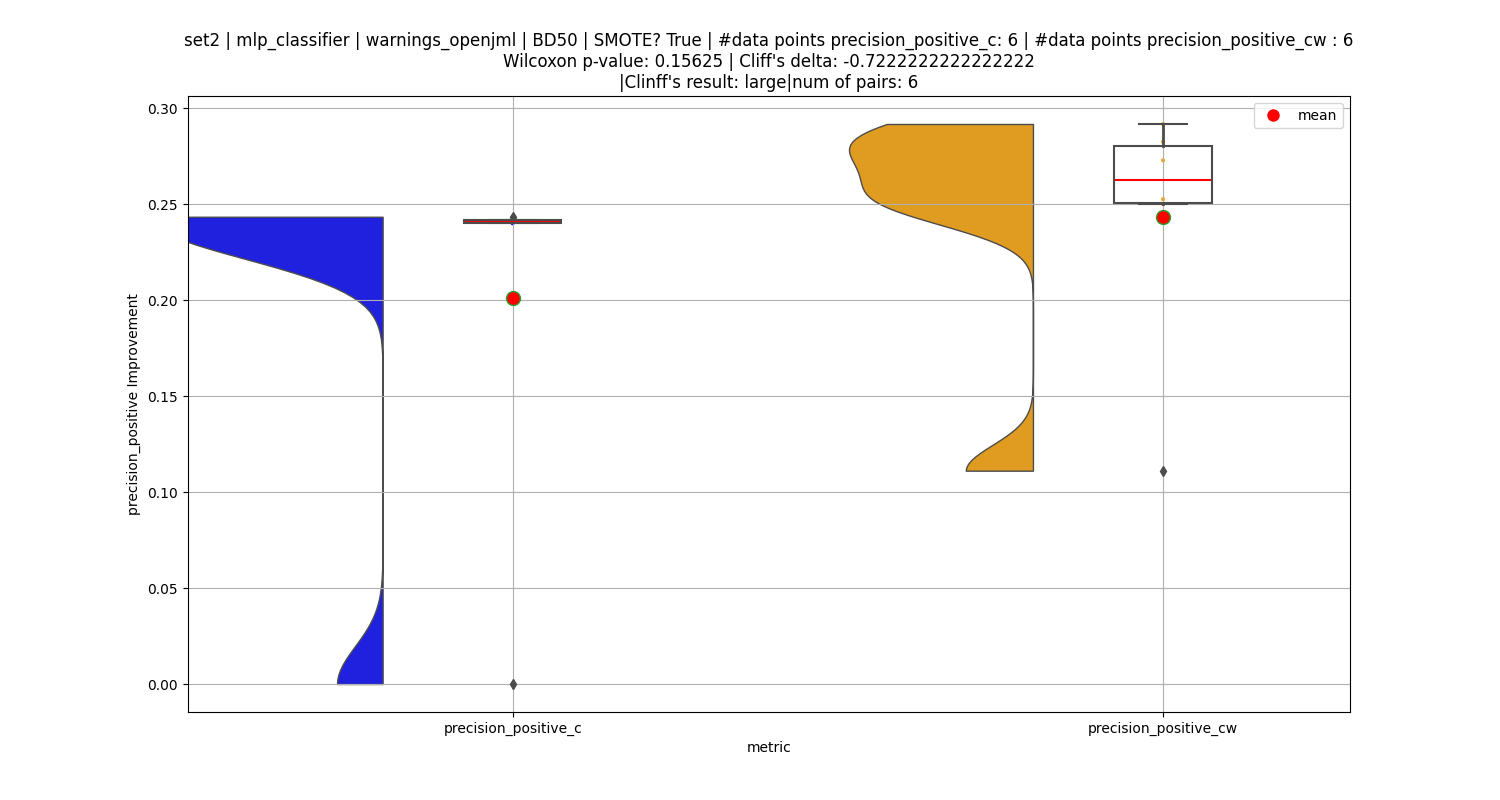 set2 | mlp_classifier | warnings_openjml | BD50 | SMOTE? True | #data points precision_positive_c: 6 | #data points precision_positive_cw : 6
Wilcoxon p-value: 0.15625 | Cliff's delta: -0.7222222222222222
|Clinff's result: large|num of pairs: 6
mean
0.30
0.25
0.20
0.15
0.10
0.05
0.00
precision_positive Improvement
precision_positive_c
precision_positive_cw
metric